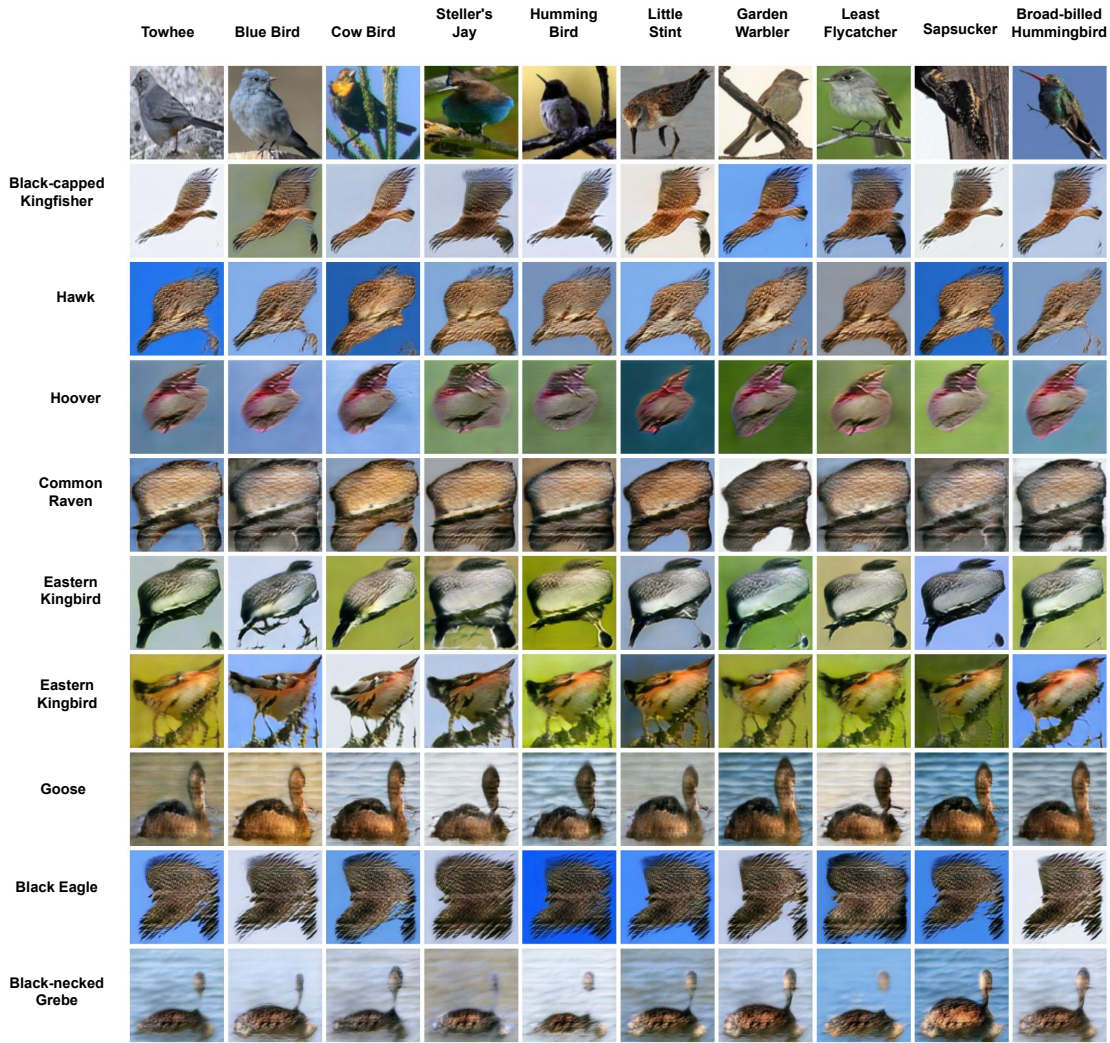 Towhee
Blue Bird
Cow Bird
Steller's
Jay
Humming
Bird
Little
Stint
Garden
Warbler
Least
Flycatcher
Sapsucker
Broad-billed
Hummingbird
Black-capped
Kingfisher
Hawk
Hoover
Common
Raven
Eastern
Kingbird
Eastern
Kingbird
Goose
Black Eagle
Black-necked
Grebe